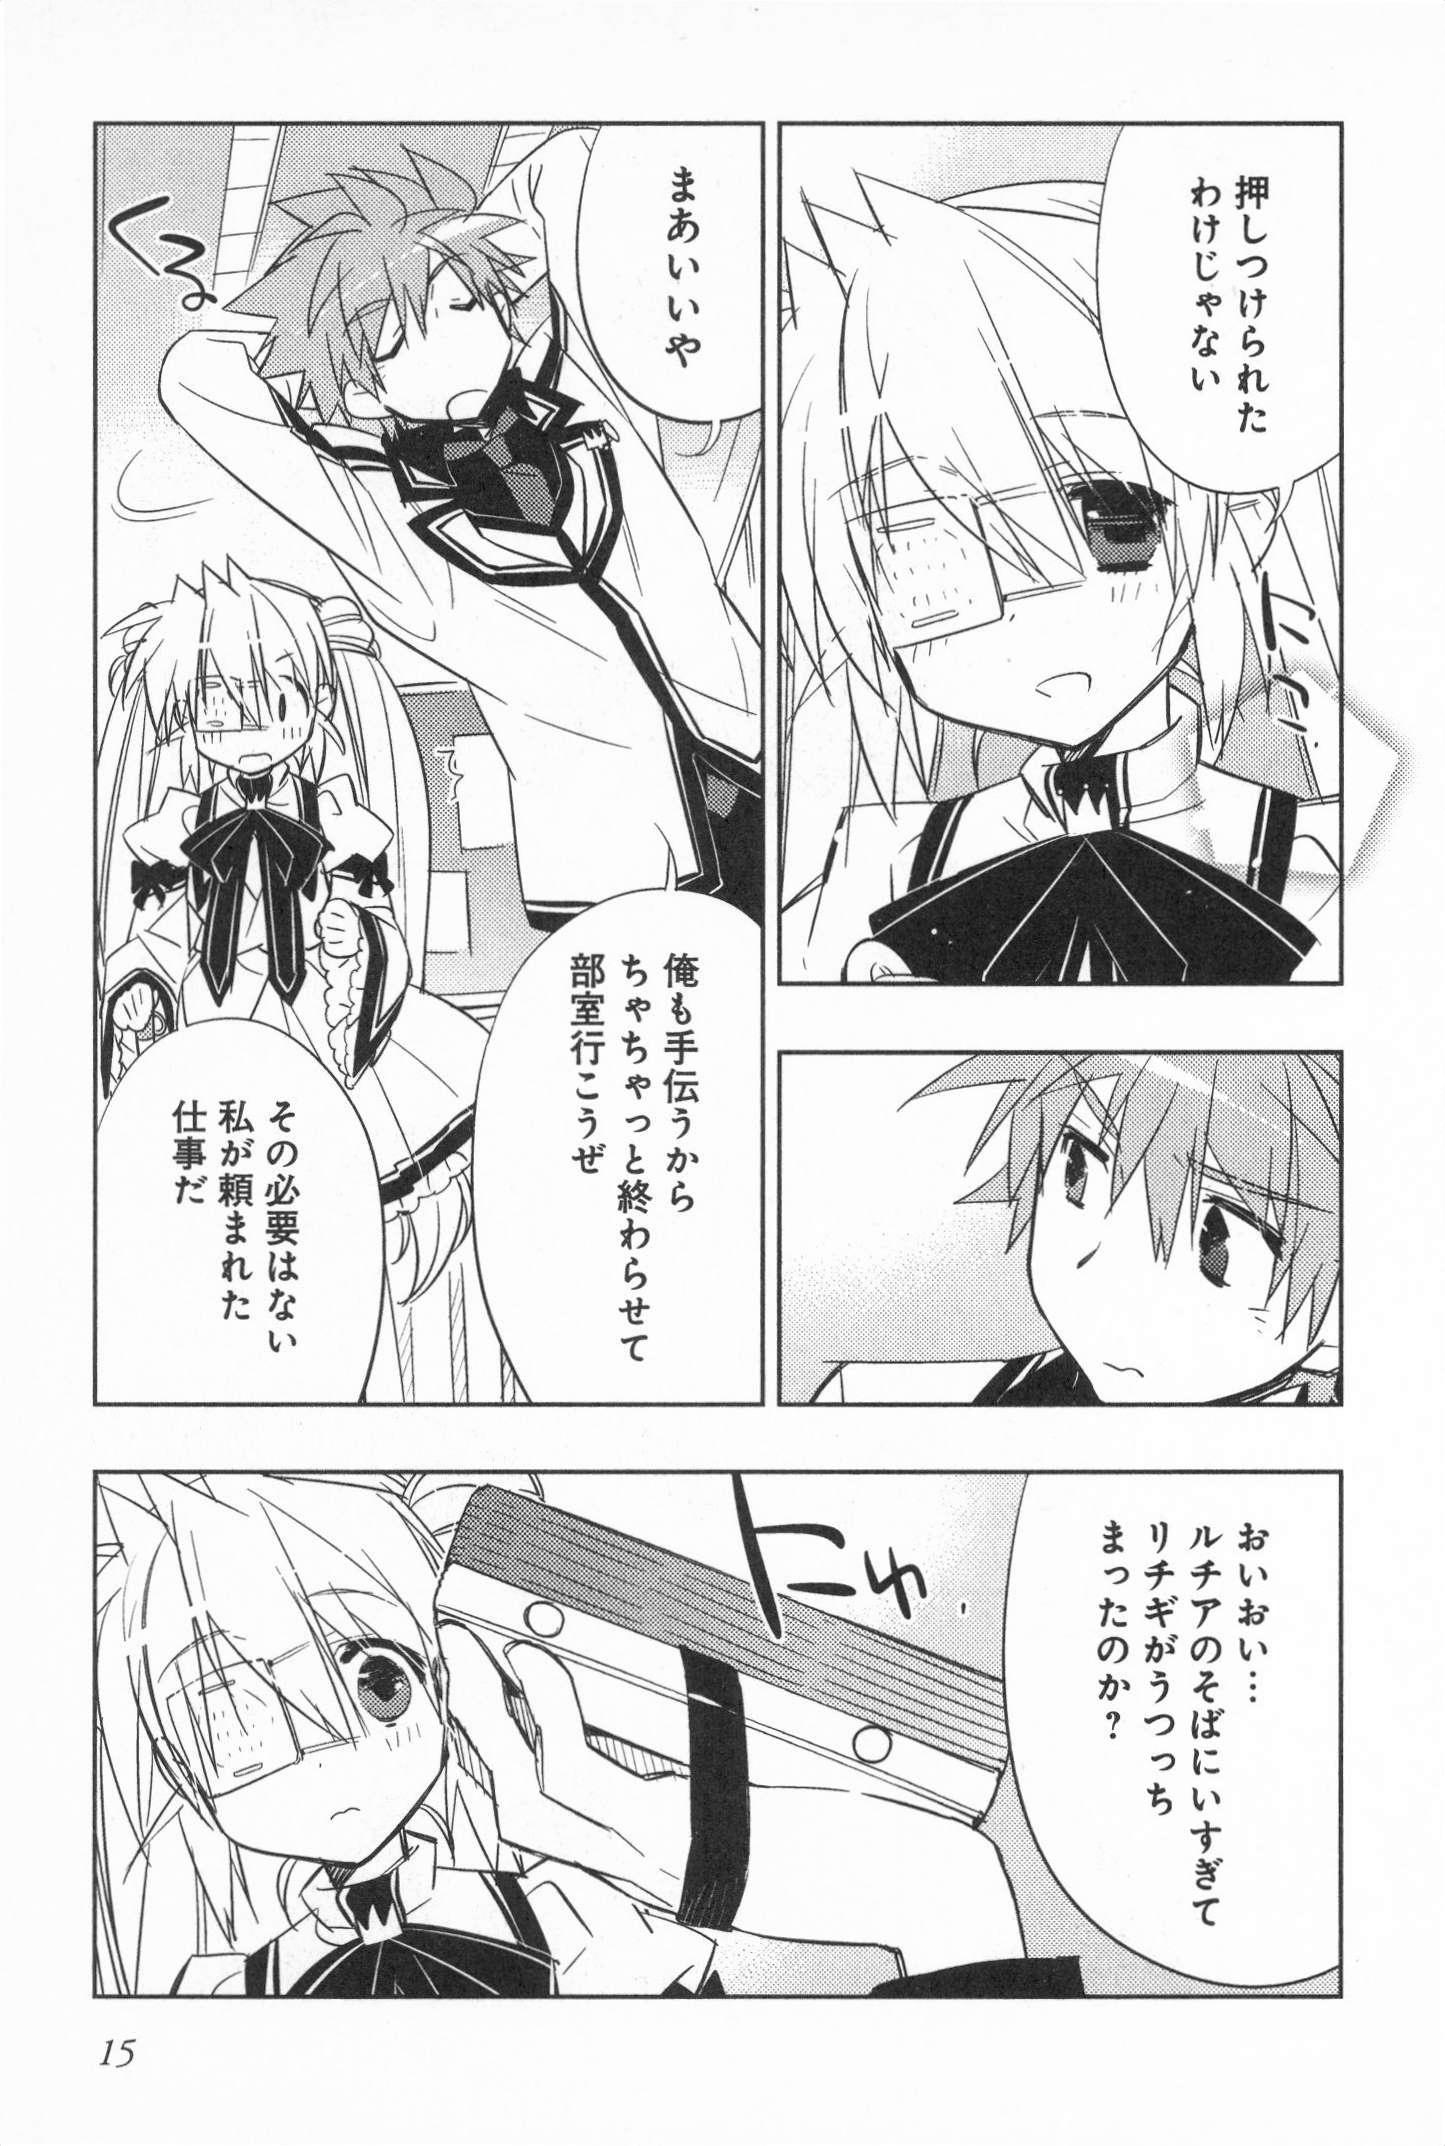 押しつけられた
わけじゃない
に
こ…
まあいいや
くる
俺も手伝うから
ちゃちゃっと終わらせて
部室行こうぜ
その必要はない
私が頼まれた
仕事だ
おいおい…
ルチアのそばにいすぎて
リチギがうつっち
まったのか？
トにゅ
15